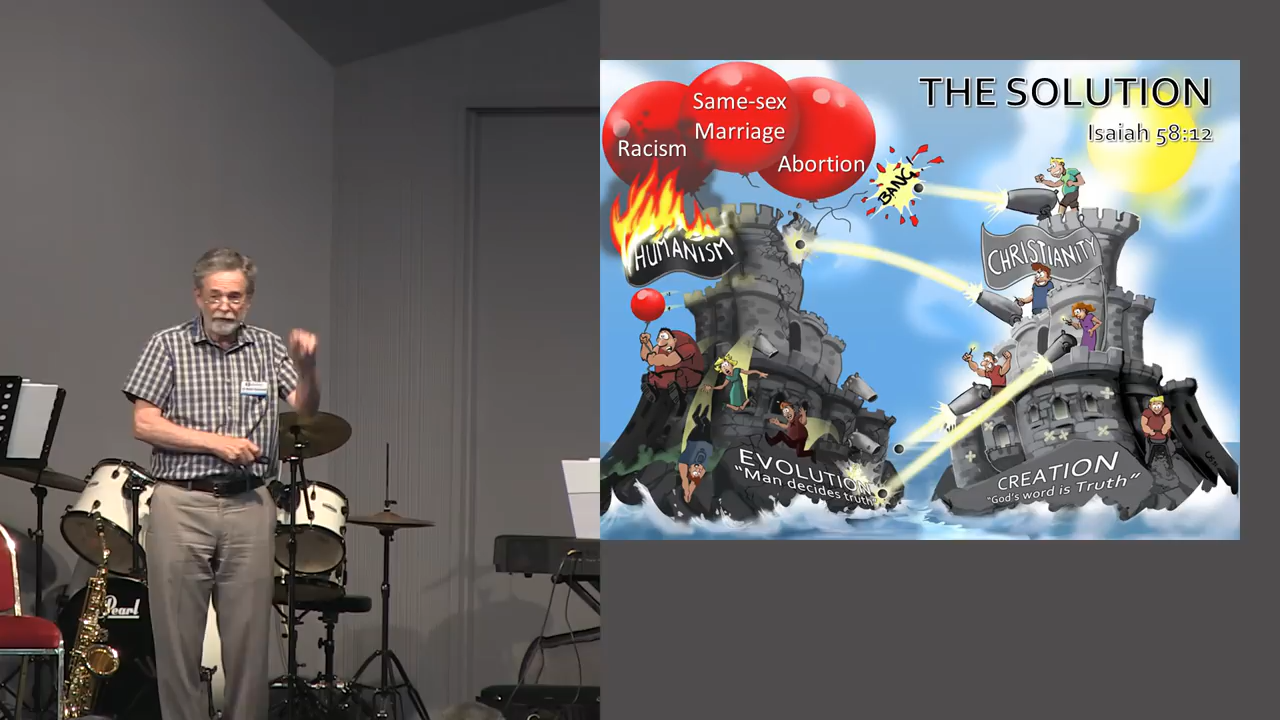 THE SOLUTION
Isaiah 58:12
Same-sex
Marriage
Racism
Abortion
BANG!
HUMANISM
CHRISTIANITY
EVOLUTION
"Man decides truth"
CREATION
"God's word is Truth"
Pearl